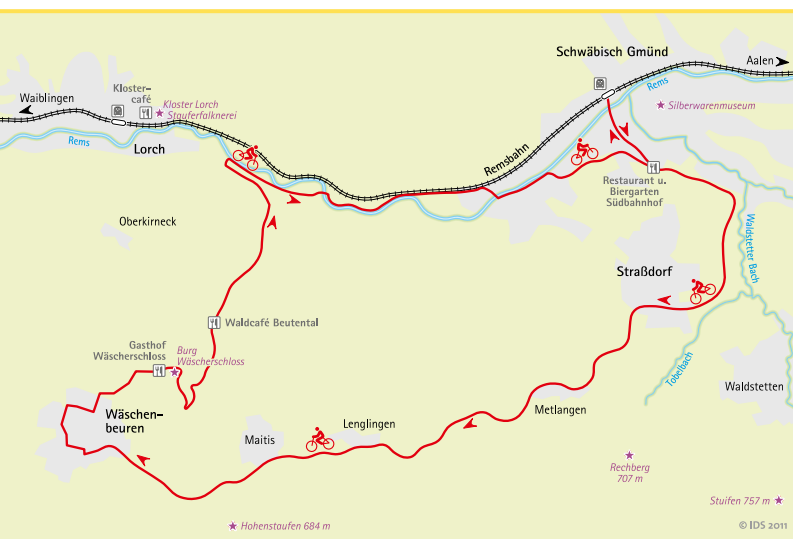 Schwäbisch Gmünd
Aalen
Rems
Silberwarenmuseum
Kloster-
café
Kloster Lorch
Stauferfalknerei
Waiblingen
Rems
Lorch
Remsbahn
Restaurant u.
Biergarten
Südbahnhof
Oberkirneck
Waldstetter Bach
Straßdorf
Waldcafé Beutental
Gasthof
Wäscherschloss
Burg
Wäscherschloss
Tobelbach
Waldstetten
Wäschen-
beuren
Metlangen
Lenglingen
Maitis
Rechberg
707 m
Stuifen 757 m
Hohenstaufen 684 m
© IDS 2011